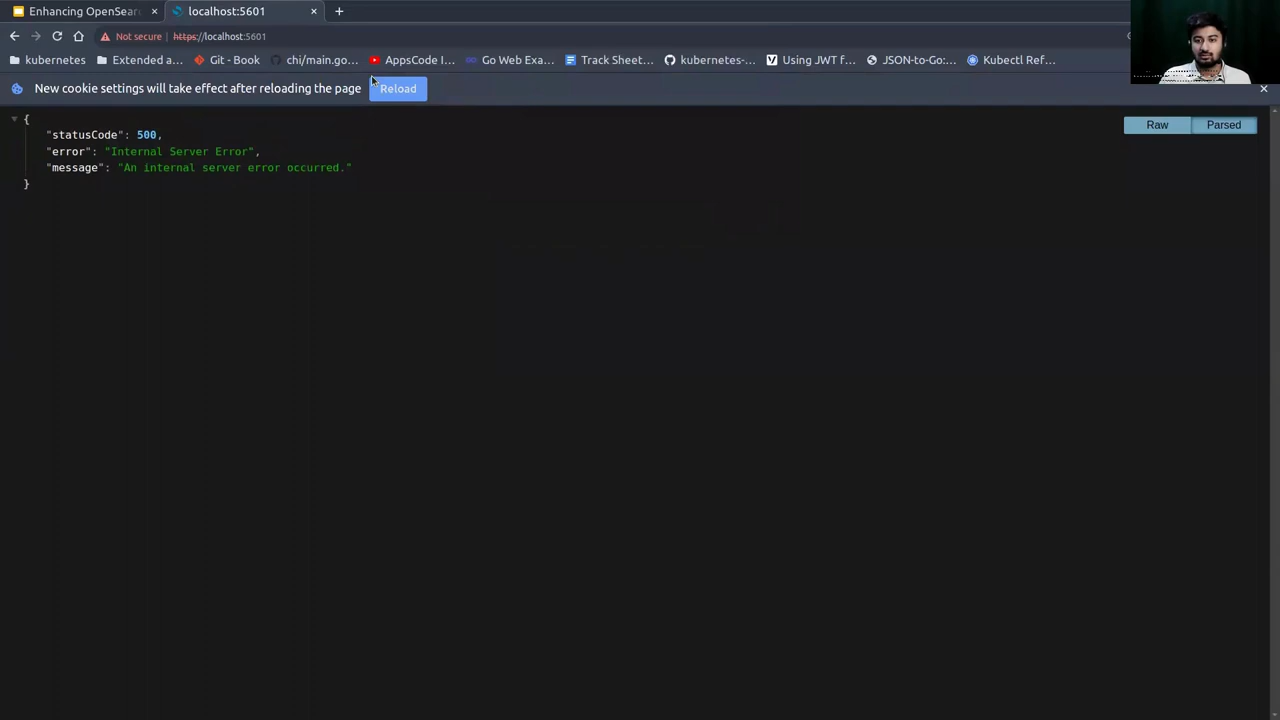 Enhancing OpenSear
localhost:5601
Not secure
https://localhost:5601
kubernetes
Extended a...
Git - Book
chi/main.go...
AppsCode I...
Go Web Exa...
Track Sheet...
kubernetes-...
Using JWT f...
JSON-to-Go:...
Kubectl Ref...
New cookie settings will take effect after reloading the page
Reload
{
"statusCode": 500,
"error": "Internal Server Error",
"message": "An internal server error occurred."
}
Raw
Parsed